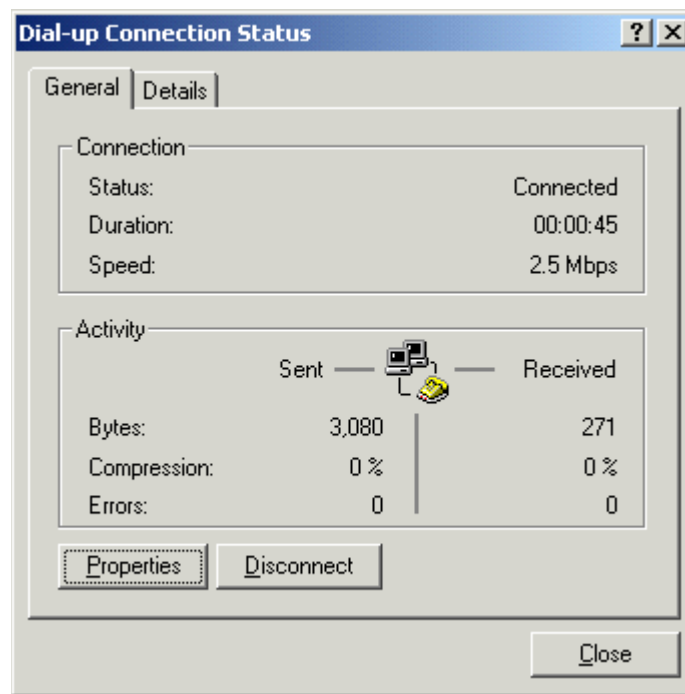 Dial-up Connection Status
General Details
Connection
Status: Connected
Duration: 00:00:45
Speed: 2.5 Mbps
Activity
Sent Received
Bytes: 3,080 271
Compression: 0 % 0 %
Errors: 0 0
Properties Disconnect
Close